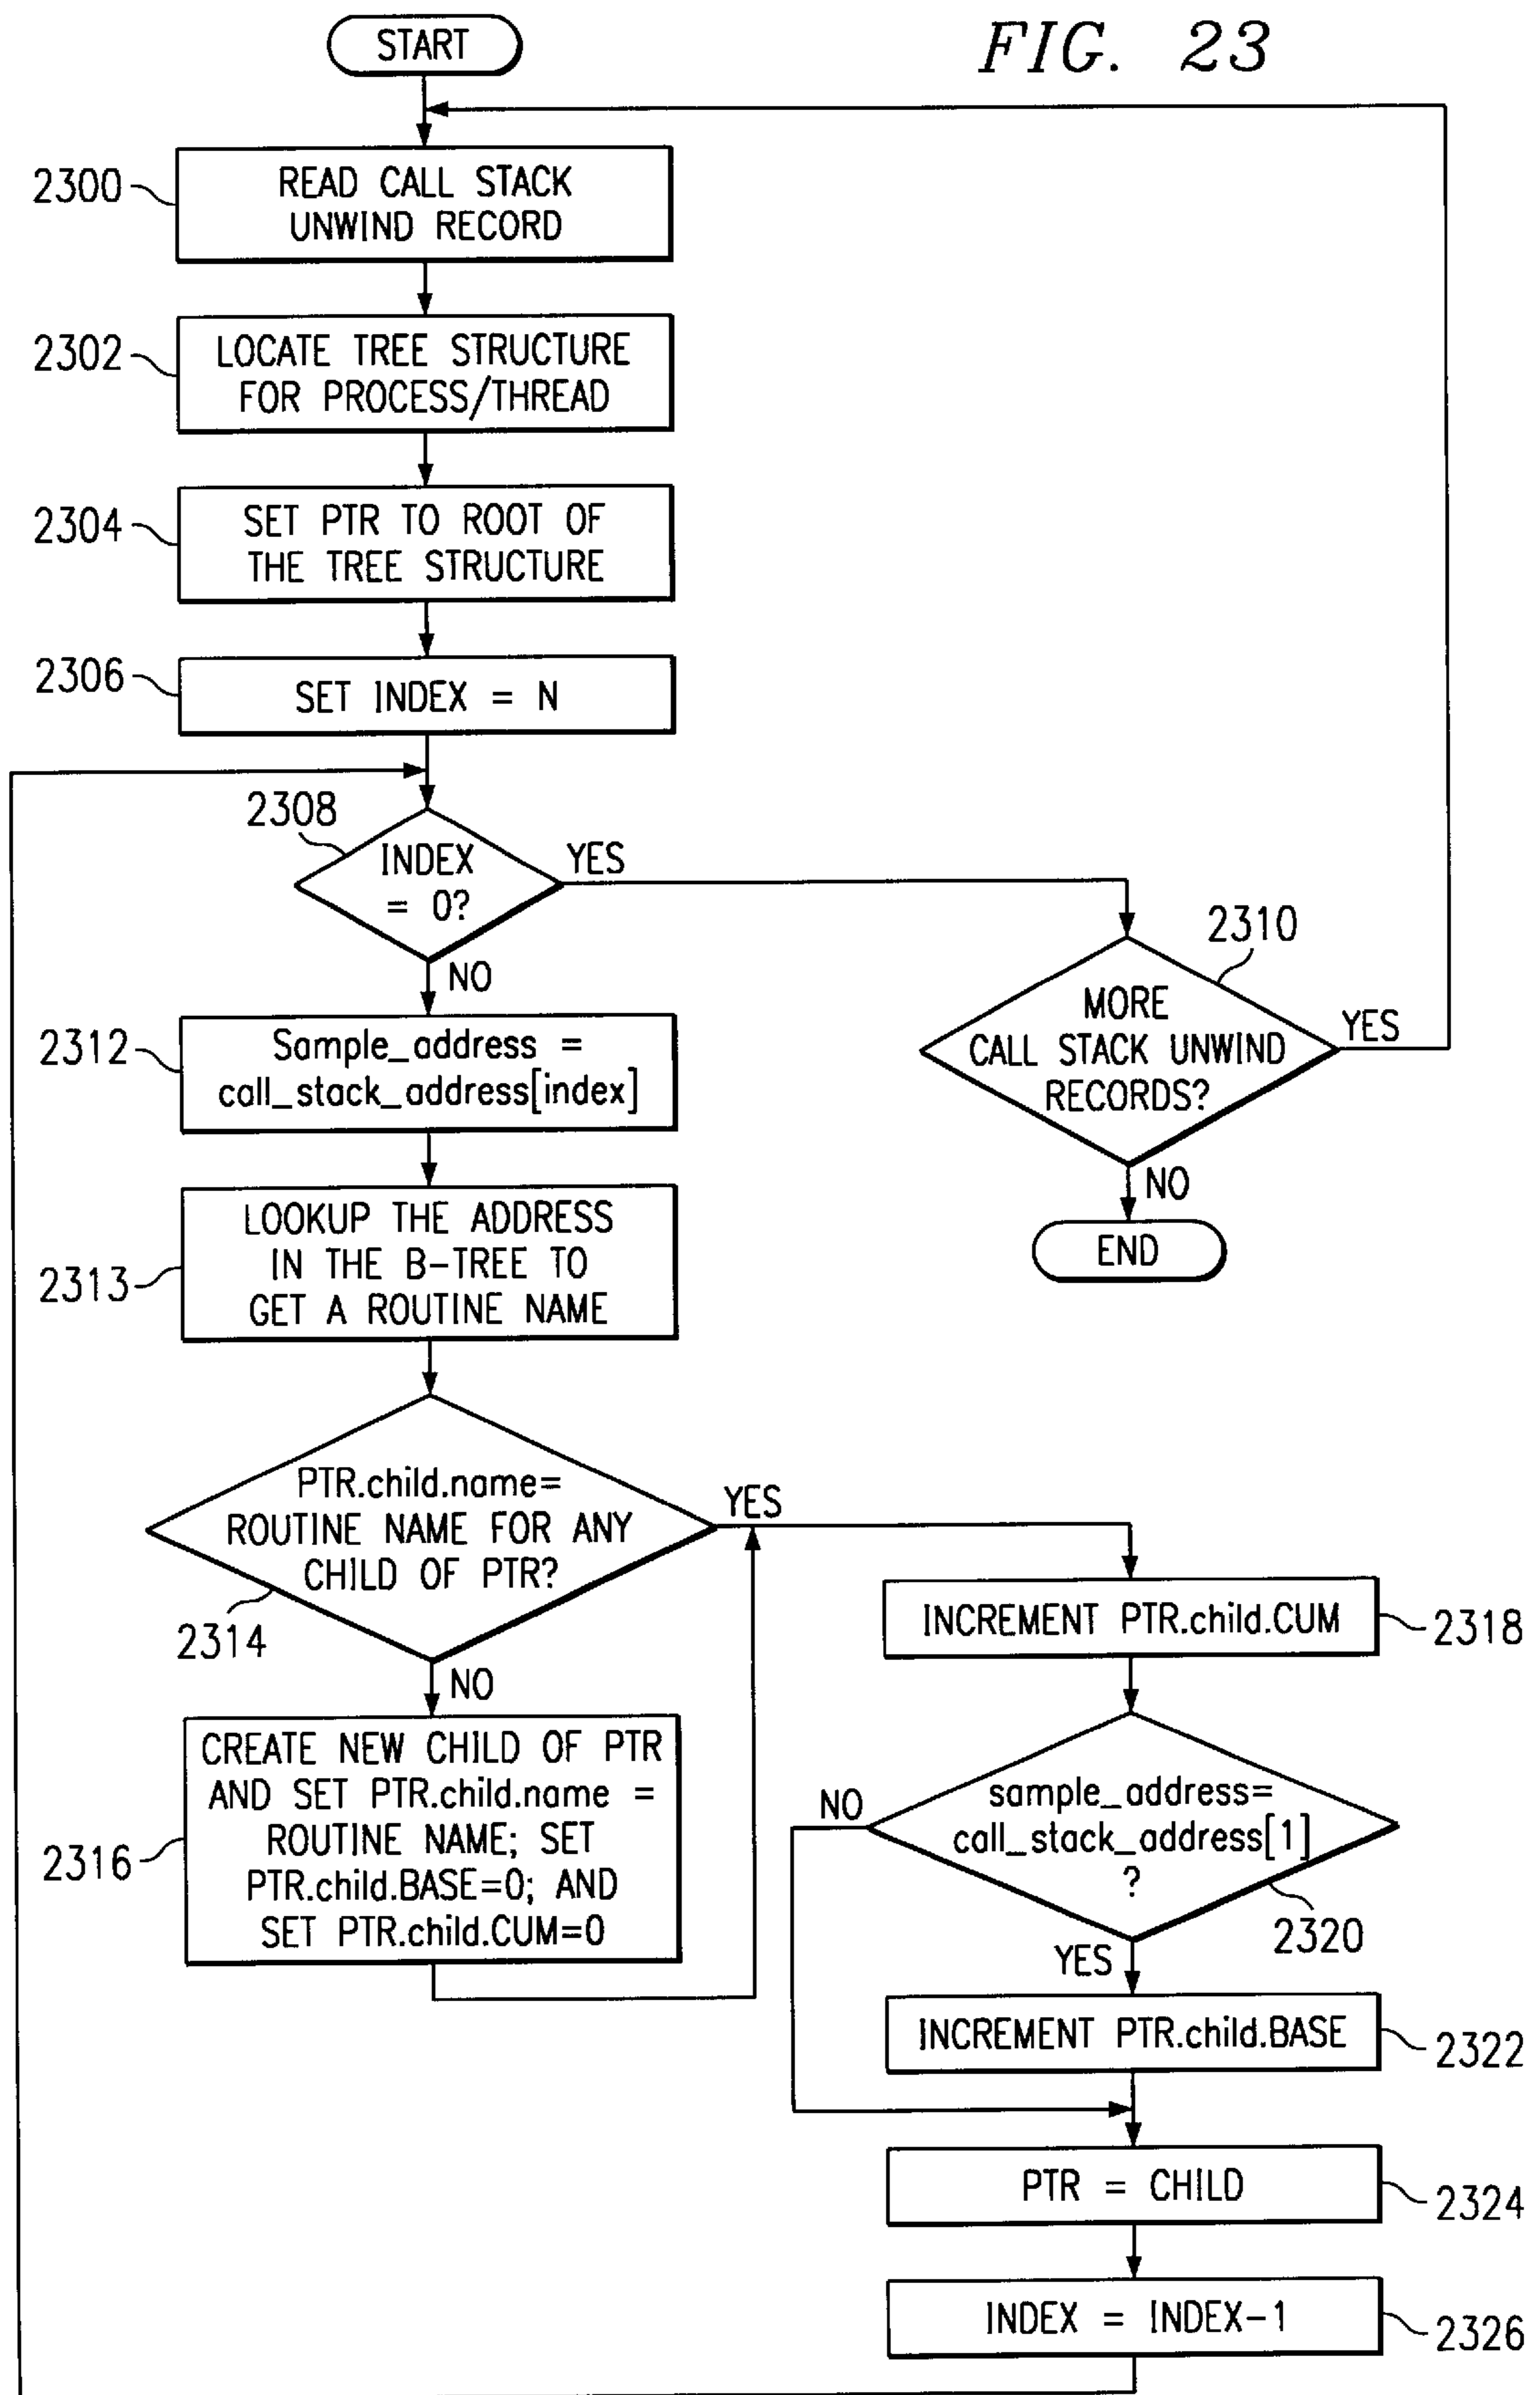 START
FIG. 23
2300
READ CALL STACK
UNWIND RECORD
2302
LOCATE TREE STRUCTURE
FOR PROCESS/THREAD
2304
SET PTR TO ROOT OF
THE TREE STRUCTURE
2306
SET INDEX = N
2308
INDEX
= 0?
YES
NO
2310
MORE
CALL STACK UNWIND
RECORDS?
YES
NO
END
2312
Sample_address =
call_stack_address[index]
2313
LOOKUP THE ADDRESS
IN THE B-TREE TO
GET A ROUTINE NAME
PTR.child.name=
ROUTINE NAME FOR ANY
CHILD OF PTR?
2314
YES
NO
2316
CREATE NEW CHILD OF PTR
AND SET PTR.child.name =
ROUTINE NAME; SET
PTR.child.BASE=0; AND
SET PTR.child.CUM=0
INCREMENT PTR.child.CUM
2318
sample_address=
call_stack_address[1]
?
2320
NO
YES
INCREMENT PTR.child.BASE
2322
PTR = CHILD
2324
INDEX = INDEX-1
2326